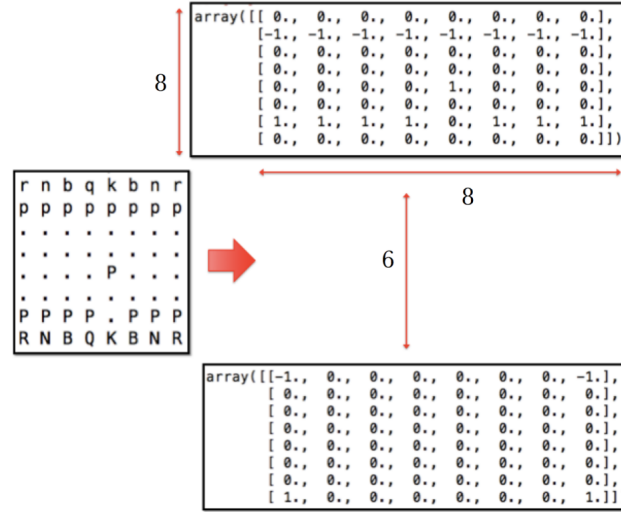 array([[ 0., 0., 0., 0., 0., 0., 0., 0.],
[-1., -1., -1., -1., -1., -1., -1., -1.],
[ 0., 0., 0., 0., 0., 0., 0., 0.],
[ 0., 0., 0., 0., 0., 0., 0., 0.],
[ 0., 0., 0., 0., 1., 0., 0., 0.],
[ 0., 0., 0., 0., 0., 0., 0., 0.],
[ 1., 1., 1., 1., 0., 1., 1., 1.],
[ 0., 0., 0., 0., 0., 0., 0., 0.]])
8
8
r n b q k b n r
p p p p p p p p
. . . . . . . .
. . . . . . . .
. . . . P . . .
. . . . . . . .
P P P P . P P P
R N B Q K B N R
6
array([[-1., 0., 0., 0., 0., 0., 0., -1.],
[ 0., 0., 0., 0., 0., 0., 0., 0.],
[ 0., 0., 0., 0., 0., 0., 0., 0.],
[ 0., 0., 0., 0., 0., 0., 0., 0.],
[ 0., 0., 0., 0., 0., 0., 0., 0.],
[ 0., 0., 0., 0., 0., 0., 0., 0.],
[ 0., 0., 0., 0., 0., 0., 0., 0.],
[ 1., 0., 0., 0., 0., 0., 0., 1.]]